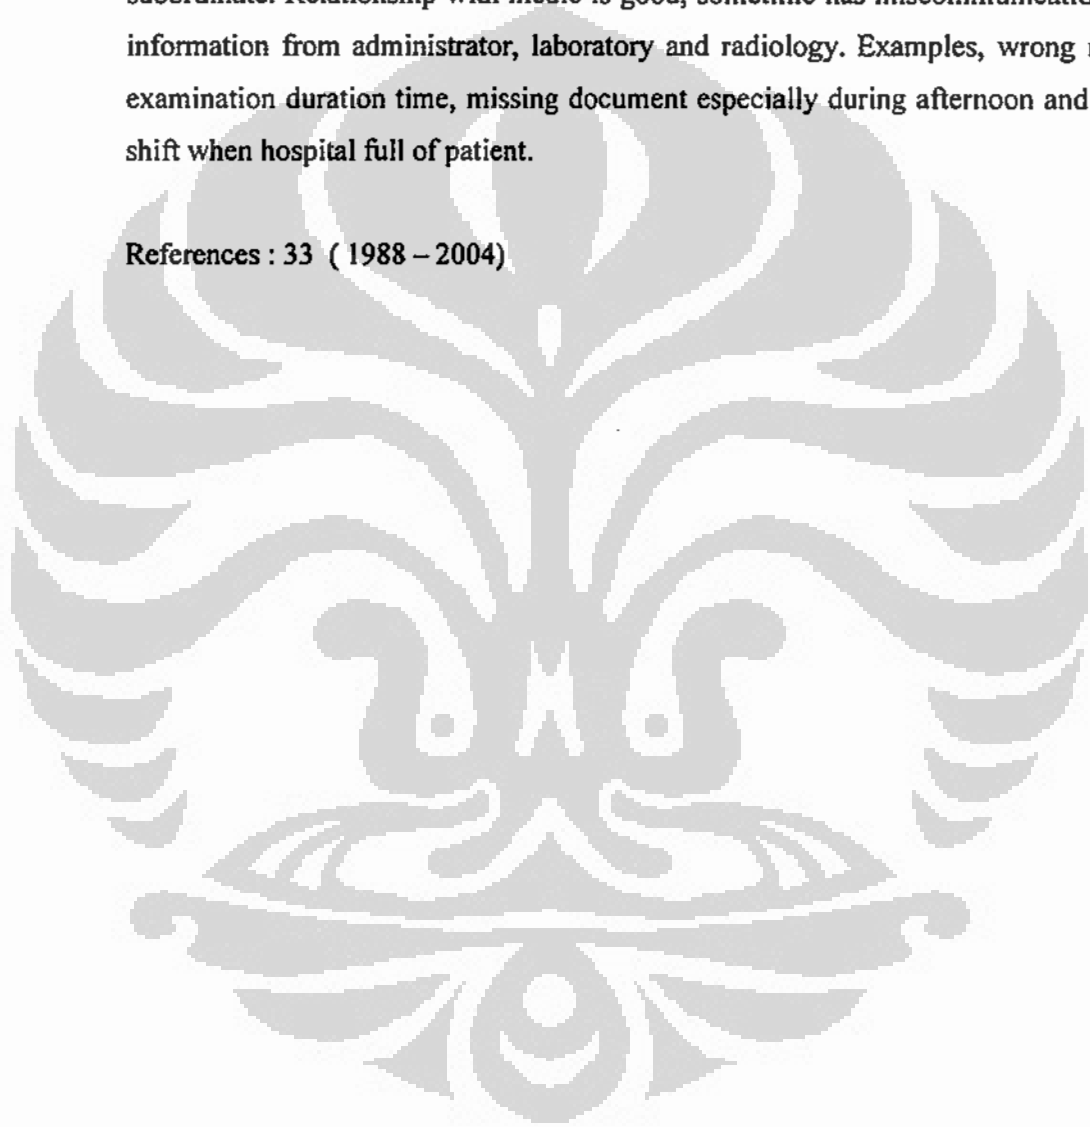 subordinate. Relationship with medic is good, sometime has miscommunication
information from administrator, laboratory and radiology. Examples, wrong
examination duration time, missing document especially during afternoon and
shift when hospital full of patient.
References : 33 ( 1988 – 2004)